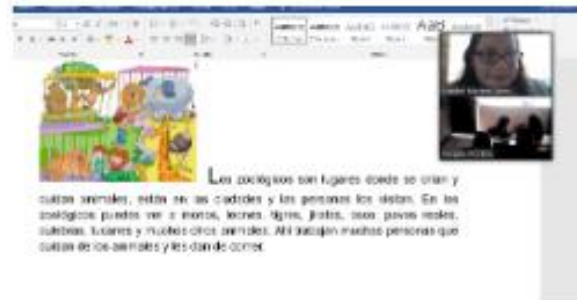 Los zoológicos son lugares donde se crían y
cuidan animales, están en las ciudades y las personas los visitan. En los
zoológicos puedes ver a monos, leones, tigres, jirafas, osos, pavos reales,
culebras, tucanes y muchos otros animales. Ahí trabajan muchas personas que
cuidan de los animales y les dan de comer.